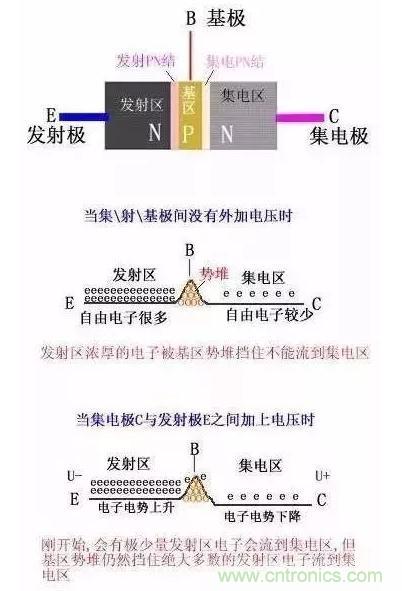 B 基极
发射PN结 集电PN结
发射区 基区 集电区
E N P N C
发射极 集电极
当集\射\基极间没有外加电压时
B
发射区 势堆 集电区
eeeeeeeeeeeeee
eeeeeeeeeeeeee e e e e e
E C
自由电子很多 自由电子较少
发射区浓厚的电子被基区势堆挡住不能流到集电区
当集电极C与发射极E之间加上电压时
B
发射区 集电区
U- eeeeeeeeeeeeee e e U+
eeeeeeeeeeeeee e e e e e
E C
电子电势上升 电子电势下降
刚开始,会有极少量发射区电子会流到集电区,但
基区势堆仍然挡住绝大多数的发射区电子流到集
电区
www.cntronics.com